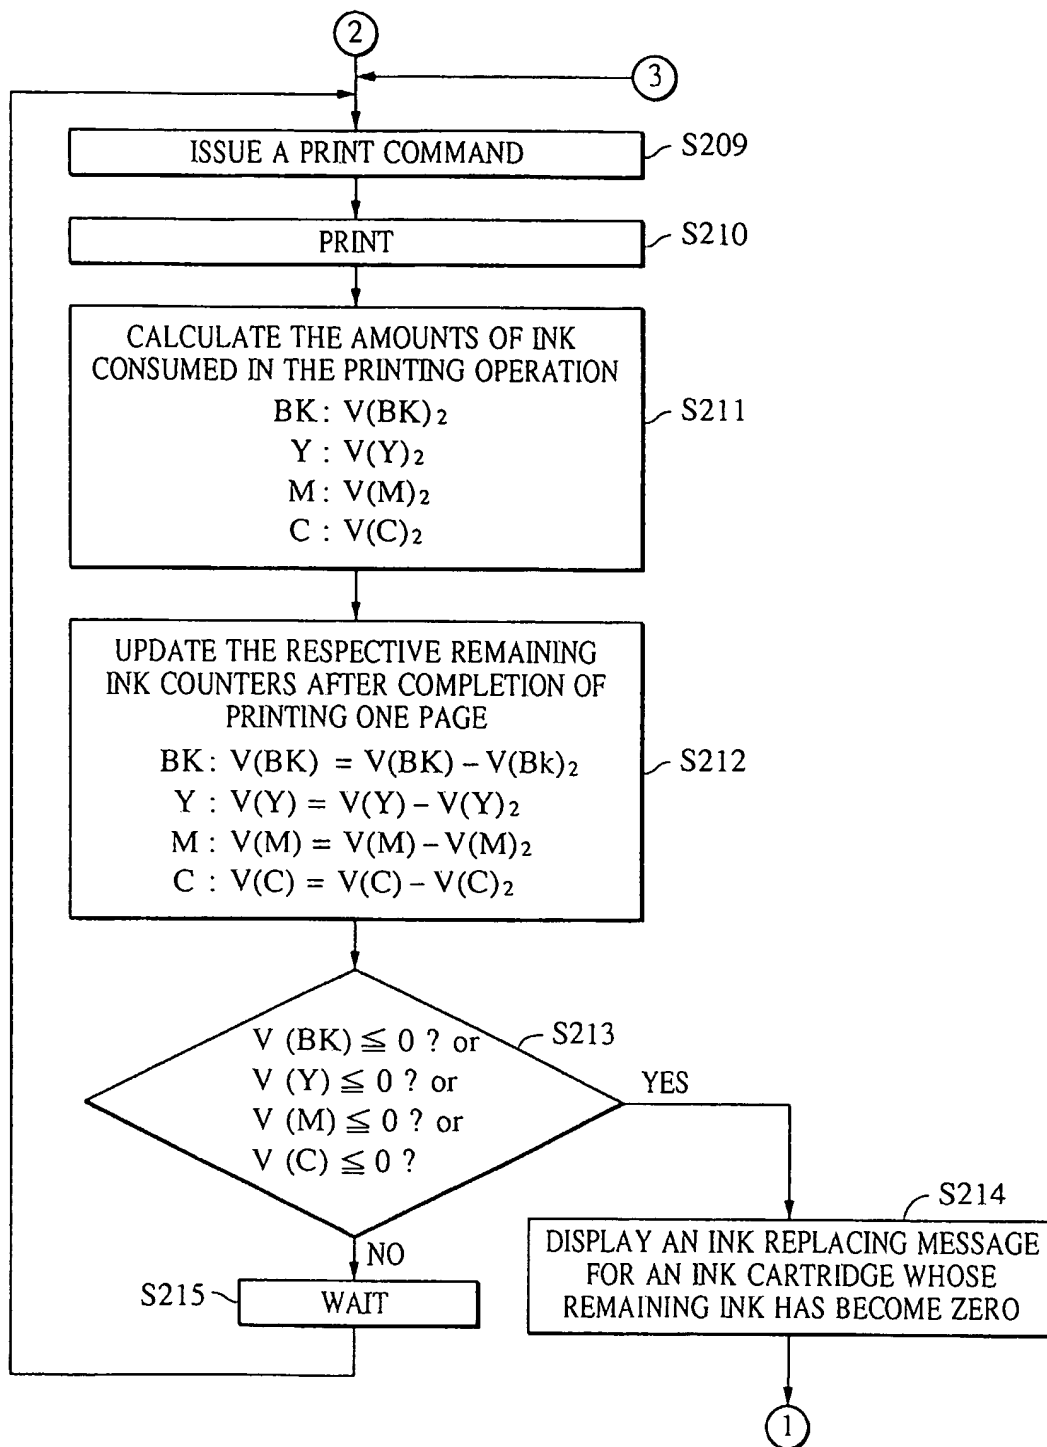 2
3
ISSUE A PRINT COMMAND
S209
PRINT
S210
CALCULATE THE AMOUNTS OF INK
CONSUMED IN THE PRINTING OPERATION
BK: V(BK)₂
Y : V(Y)₂
M : V(M)₂
C : V(C)₂
S211
UPDATE THE RESPECTIVE REMAINING
INK COUNTERS AFTER COMPLETION OF
PRINTING ONE PAGE
BK: V(BK) = V(BK) – V(Bk)₂
Y : V(Y) = V(Y) – V(Y)₂
M : V(M) = V(M) – V(M)₂
C : V(C) = V(C) – V(C)₂
S212
V (BK) ≦ 0 ? or
V (Y) ≦ 0 ? or
V (M) ≦ 0 ? or
V (C) ≦ 0 ?
S213
YES
NO
S214
DISPLAY AN INK REPLACING MESSAGE
FOR AN INK CARTRIDGE WHOSE
REMAINING INK HAS BECOME ZERO
S215
WAIT
1